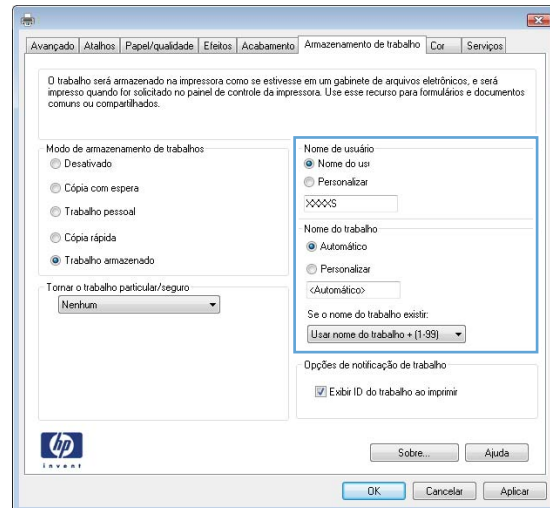 Avançado Atalhos Papel/qualidade Efeitos Acabamento Armazenamento de trabalho Cor Serviços
O trabalho será armazenado na impressora como se estivesse em um gabinete de arquivos eletrônicos, e será
impresso quando for solicitado no painel de controle da impressora. Use esse recurso para formulários e documentos
comuns ou compartilhados.
Modo de armazenamento de trabalhos
Desativado
Cópia com espera
Trabalho pessoal
Cópia rápida
Trabalho armazenado
Tornar o trabalho particular/seguro
Nenhum
Nome de usuário
Nome do usi
Personalizar
XXXXS
Nome do trabalho
Automático
Personalizar
<Automático>
Se o nome do trabalho existir:
Usar nome do trabalho + (1-99)
Opções de notificação de trabalho
Exibir ID do trabalho ao imprimir
hp
invent
Sobre... Ajuda
OK Cancelar Aplicar